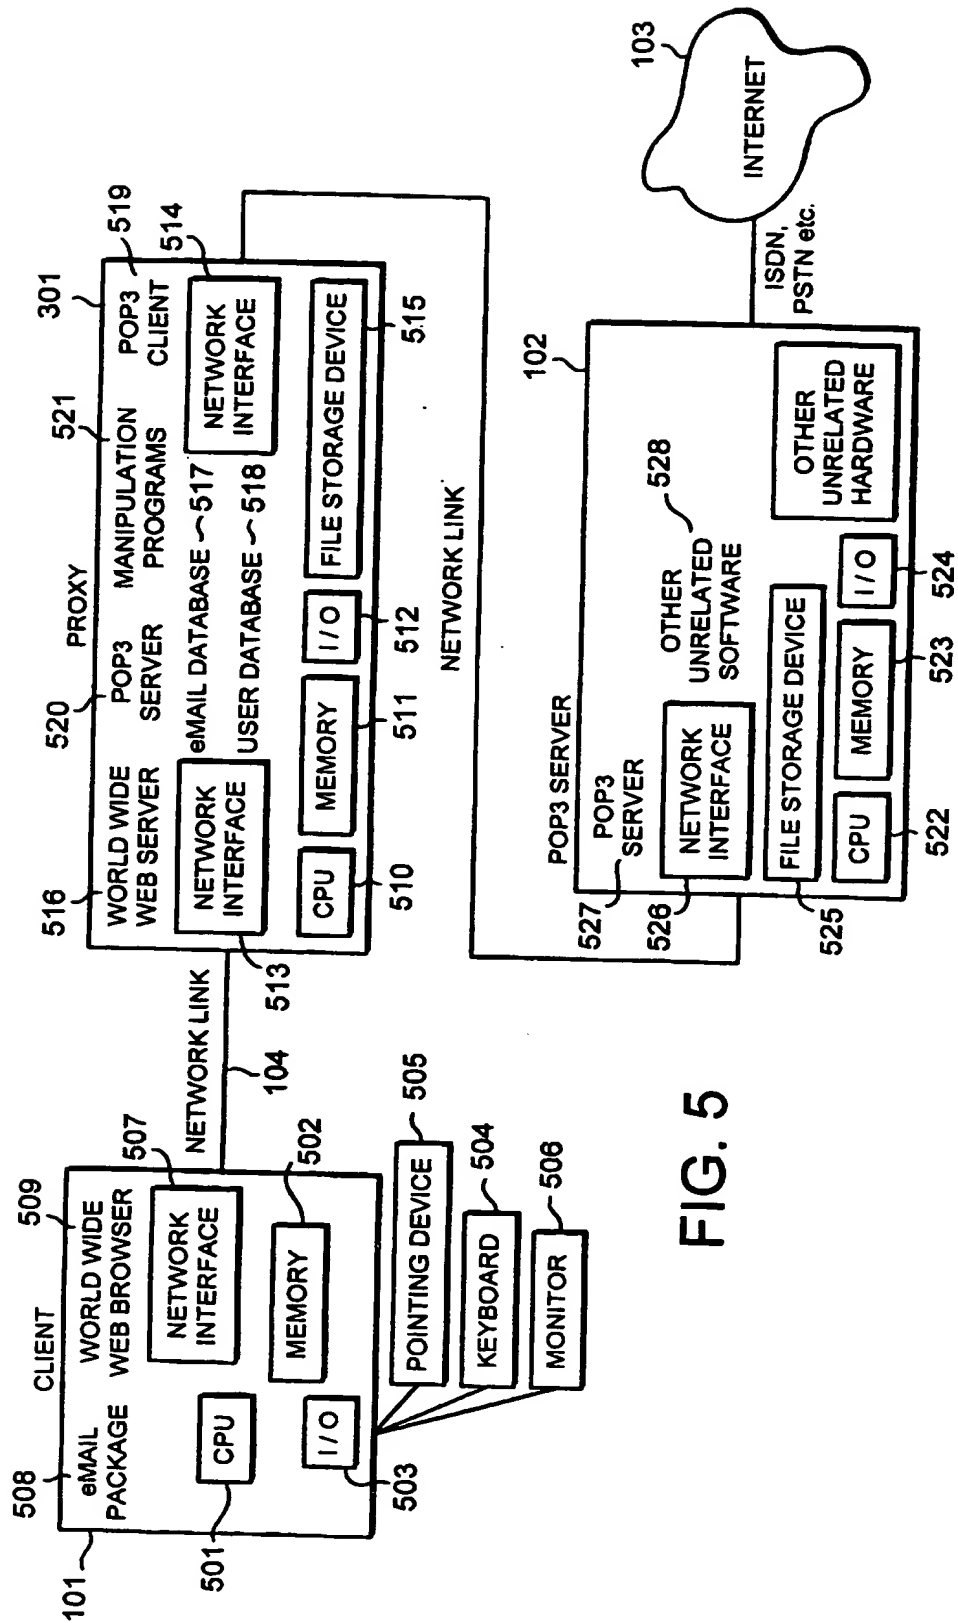 CLIENT
508
509
eMAIL
PACKAGE
WORLD WIDE
WEB BROWSER
101
507
NETWORK
INTERFACE
CPU
501
502
MEMORY
I / O
503
POINTING DEVICE
505
KEYBOARD
504
MONITOR
506
NETWORK LINK
104
PROXY
516
520
521
301
519
WORLD WIDE
WEB SERVER
POP3
SERVER
MANIPULATION
PROGRAMS
POP3
CLIENT
514
NETWORK
INTERFACE
513
eMAIL DATABASE 517
USER DATABASE 518
NETWORK
INTERFACE
CPU
510
MEMORY
511
I / O
512
FILE STORAGE DEVICE
515
NETWORK LINK
POP3 SERVER
102
POP3
SERVER
527
NETWORK
INTERFACE
526
OTHER
UNRELATED
SOFTWARE
528
FILE STORAGE DEVICE
525
CPU
522
MEMORY
523
I / O
524
OTHER
UNRELATED
HARDWARE
ISDN,
PSTN etc.
INTERNET
103
FIG. 5